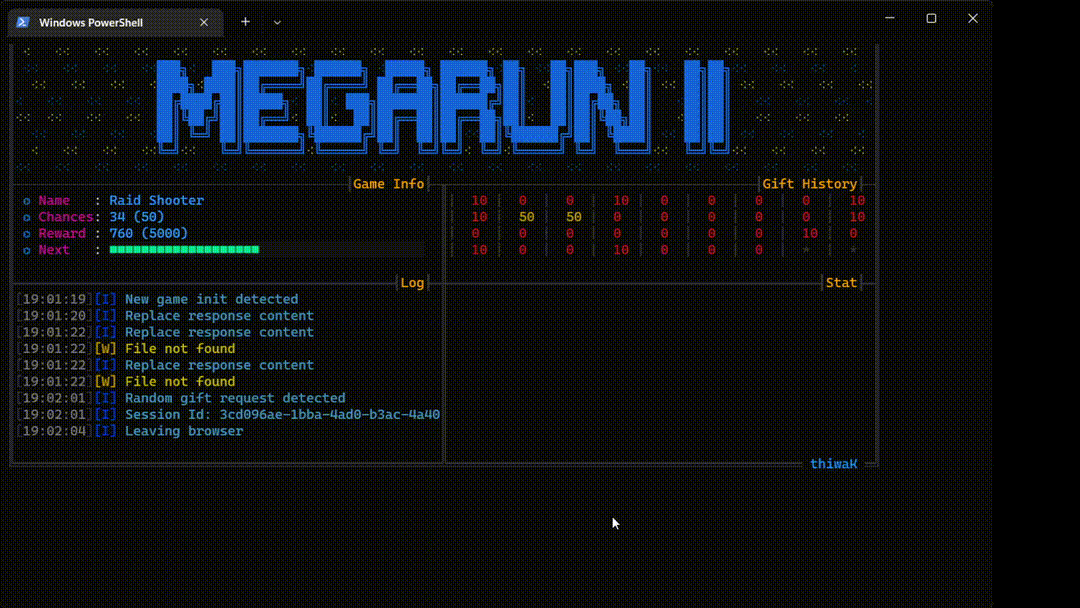 Windows PowerShell
MEGARUN II
Game Info
Name : Raid Shooter
Chances: 34 (50)
Reward : 760 (5000)
Next :
Gift History
10 | 0 | 0 | 10 | 0 | 0 | 0 | 0 | 10
10 | 50 | 50 | 0 | 0 | 0 | 0 | 0 | 10
0 | 0 | 0 | 0 | 0 | 0 | 0 | 10 | 0
10 | 0 | 0 | 10 | 0 | 0 | 0 | * | *
Log
[19:01:19][I] New game init detected
[19:01:20][I] Replace response content
[19:01:22][I] Replace response content
[19:01:22][W] File not found
[19:01:22][I] Replace response content
[19:01:22][W] File not found
[19:02:01][I] Random gift request detected
[19:02:01][I] Session Id: 3cd096ae-1bba-4ad0-b3ac-4a40
[19:02:04][I] Leaving browser
Stat
thiwaK